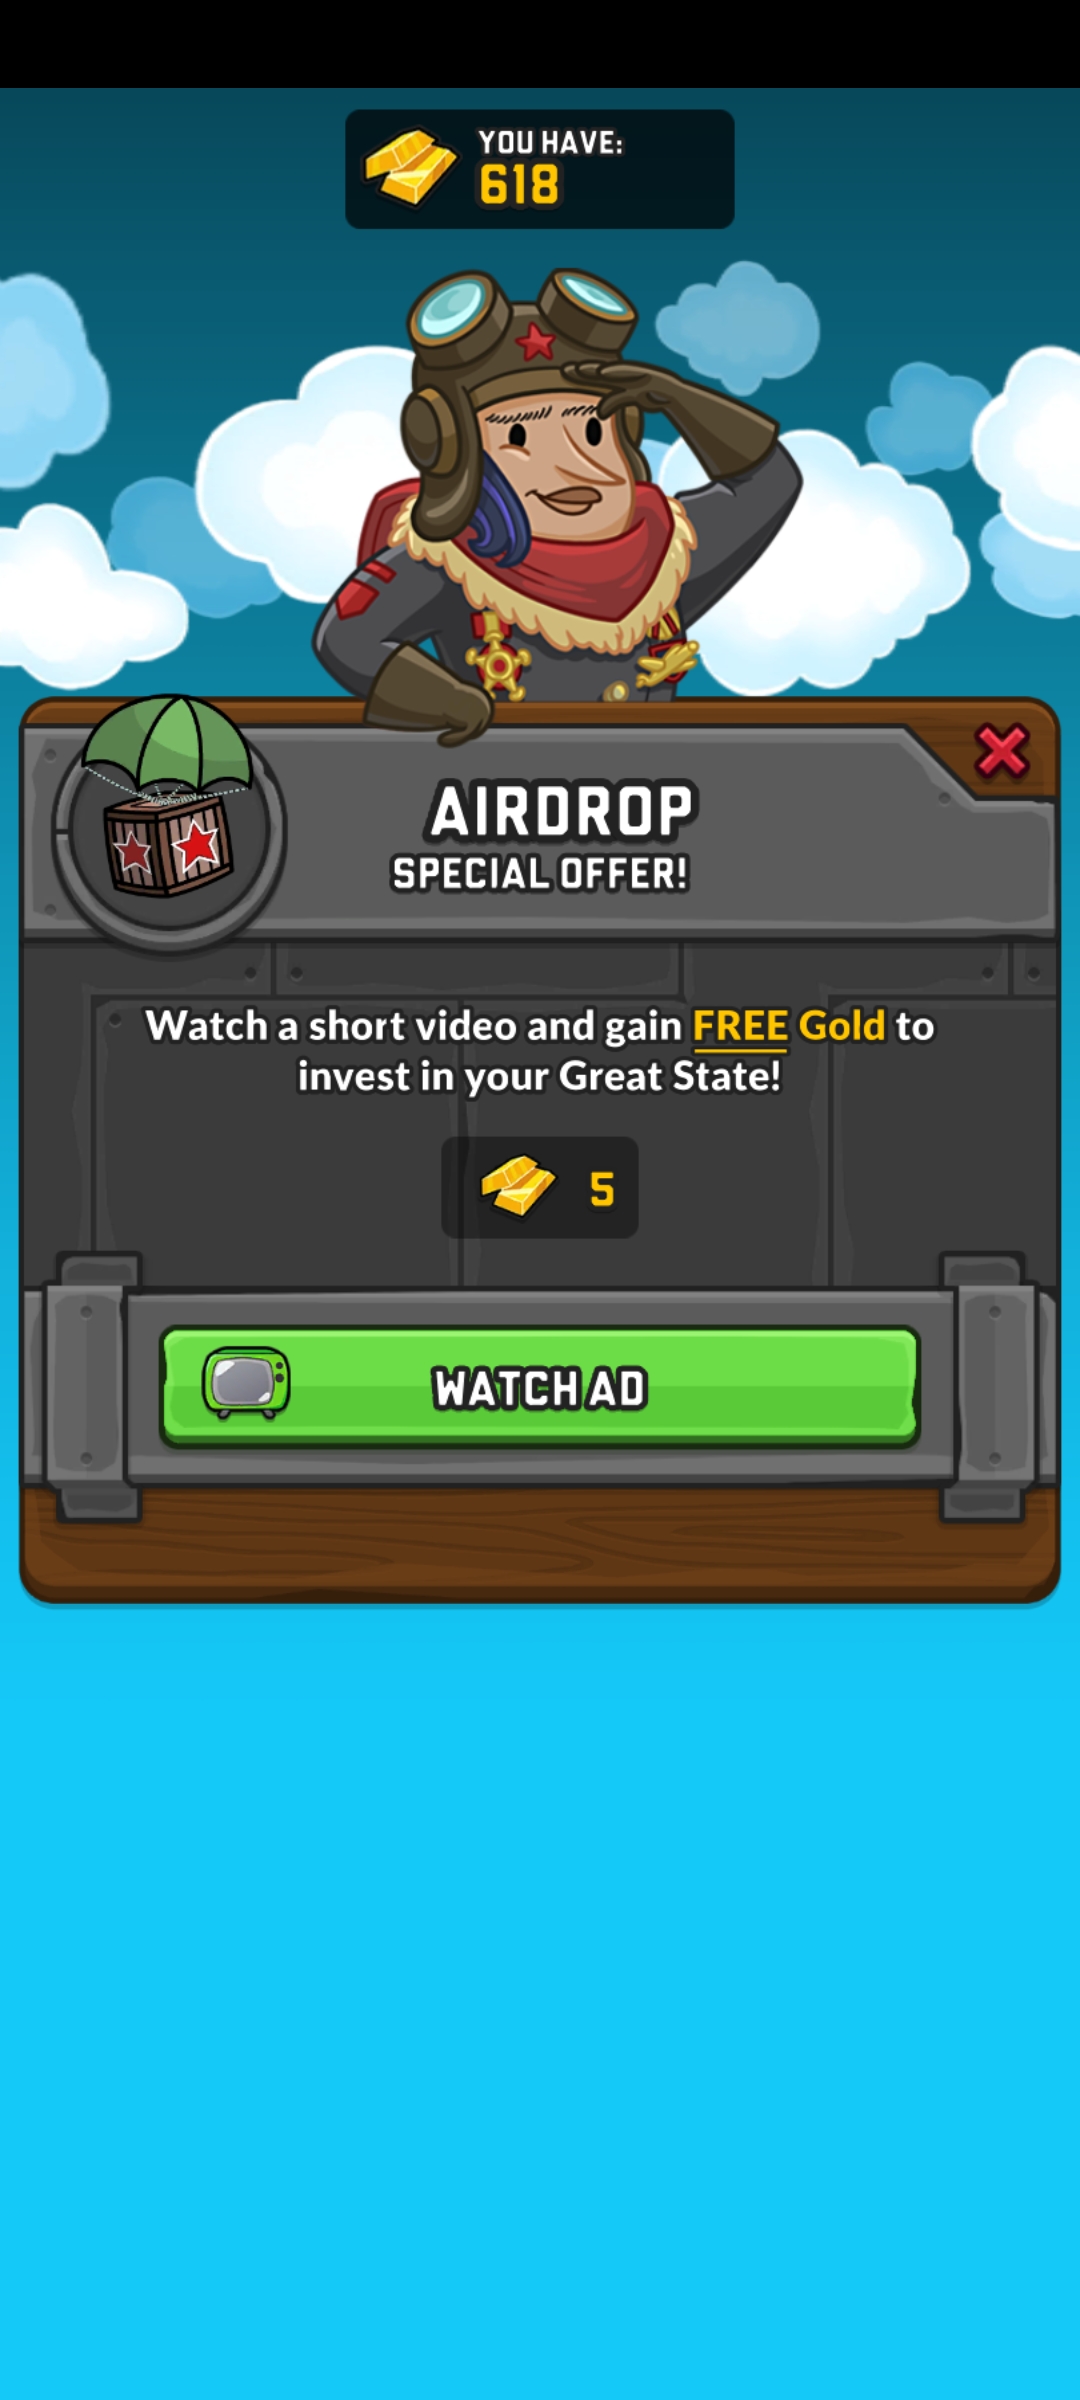 YOU HAVE:
618
AIRDROP
SPECIAL OFFER!
Watch a short video and gain FREE Gold to
invest in your Great State!
5
WATCH AD